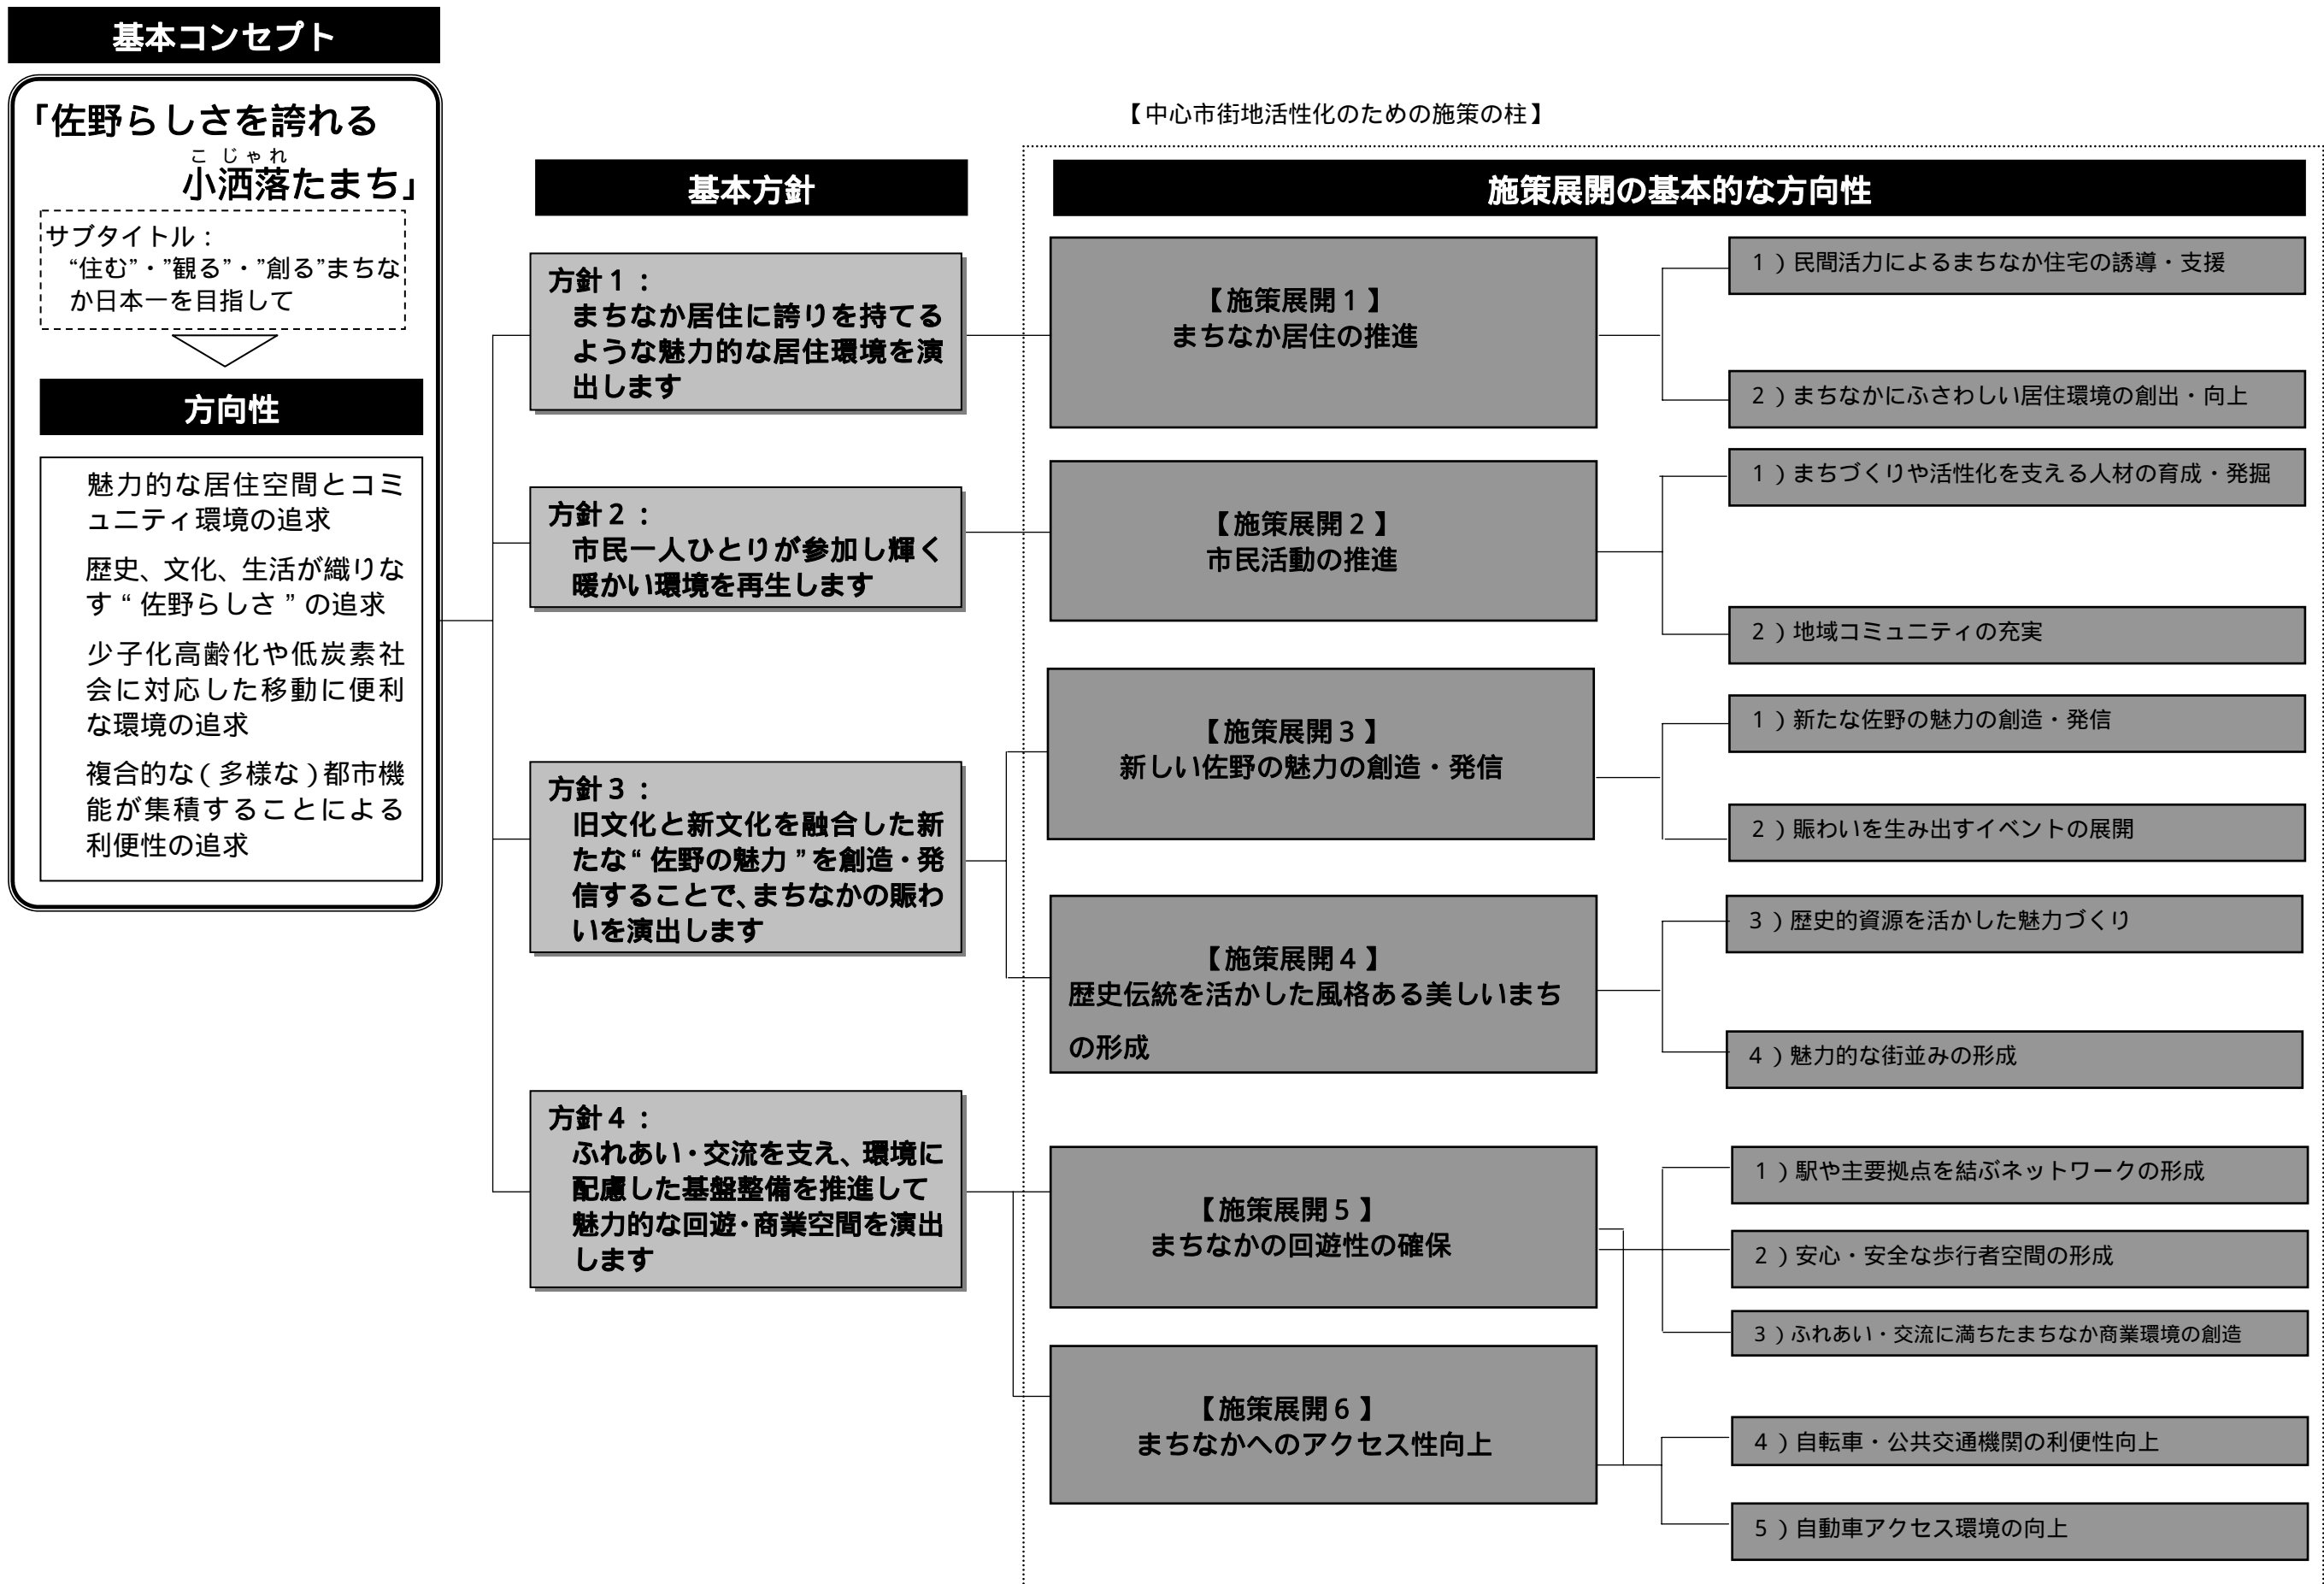 基本コンセプト
「佐野らしさを誇れる
こ じゃれ
小洒落たまち」
サブタイトル：
“住む”・”観る”・”創る”まちな
か日本一を目指して
方向性
魅力的な居住空間とコミ
ュニティ環境の追求
歴史、文化、生活が織りな
す“佐野らしさ”の追求
少子化高齢化や低炭素社
会に対応した移動に便利
な環境の追求
複合的な（多様な）都市機
能が集積することによる
利便性の追求
基本方針
方針１：
まちなか居住に誇りを持てる
ような魅力的な居住環境を演
出します
方針２：
市民一人ひとりが参加し輝く
暖かい環境を再生します
方針３：
旧文化と新文化を融合した新
たな“佐野の魅力”を創造・発
信することで、まちなかの賑わ
いを演出します
方針４：
ふれあい・交流を支え、環境に
配慮した基盤整備を推進して
魅力的な回遊・商業空間を演出
します
【中心市街地活性化のための施策の柱】
施策展開の基本的な方向性
【施策展開１】
まちなか居住の推進
１）民間活力によるまちなか住宅の誘導・支援
２）まちなかにふさわしい居住環境の創出・向上
【施策展開２】
市民活動の推進
１）まちづくりや活性化を支える人材の育成・発掘
２）地域コミュニティの充実
【施策展開３】
新しい佐野の魅力の創造・発信
１）新たな佐野の魅力の創造・発信
２）賑わいを生み出すイベントの展開
【施策展開４】
歴史伝統を活かした風格ある美しいまち
の形成
３）歴史的資源を活かした魅力づくり
４）魅力的な街並みの形成
【施策展開５】
まちなかの回遊性の確保
１）駅や主要拠点を結ぶネットワークの形成
２）安心・安全な歩行者空間の形成
３）ふれあい・交流に満ちたまちなか商業環境の創造
【施策展開６】
まちなかへのアクセス性向上
４）自転車・公共交通機関の利便性向上
５）自動車アクセス環境の向上